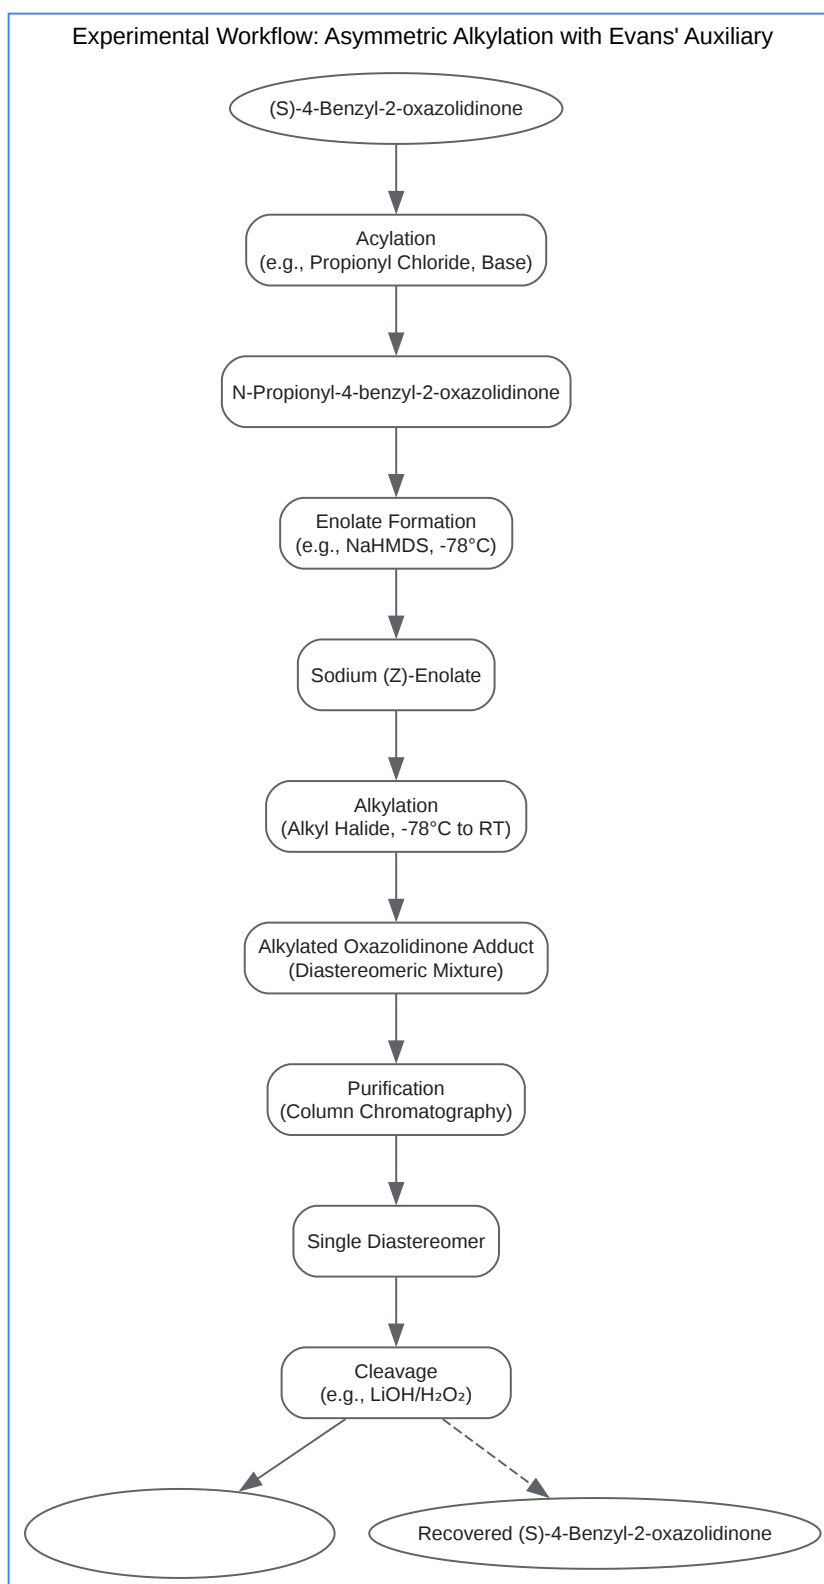 Experimental Workflow: Asymmetric Alkylation with Evans' Auxiliary
(S)-4-Benzyl-2-oxazolidinone
Acylation
(e.g., Propionyl Chloride, Base)
N-Propionyl-4-benzyl-2-oxazolidinone
Enolate Formation
(e.g., NaHMDS, -78°C)
Sodium (Z)-Enolate
Alkylation
(Alkyl Halide, -78°C to RT)
Alkylated Oxazolidinone Adduct
(Diastereomeric Mixture)
Purification
(Column Chromatography)
Single Diastereomer
Cleavage
(e.g., LiOH/H₂O₂)
Recovered (S)-4-Benzyl-2-oxazolidinone